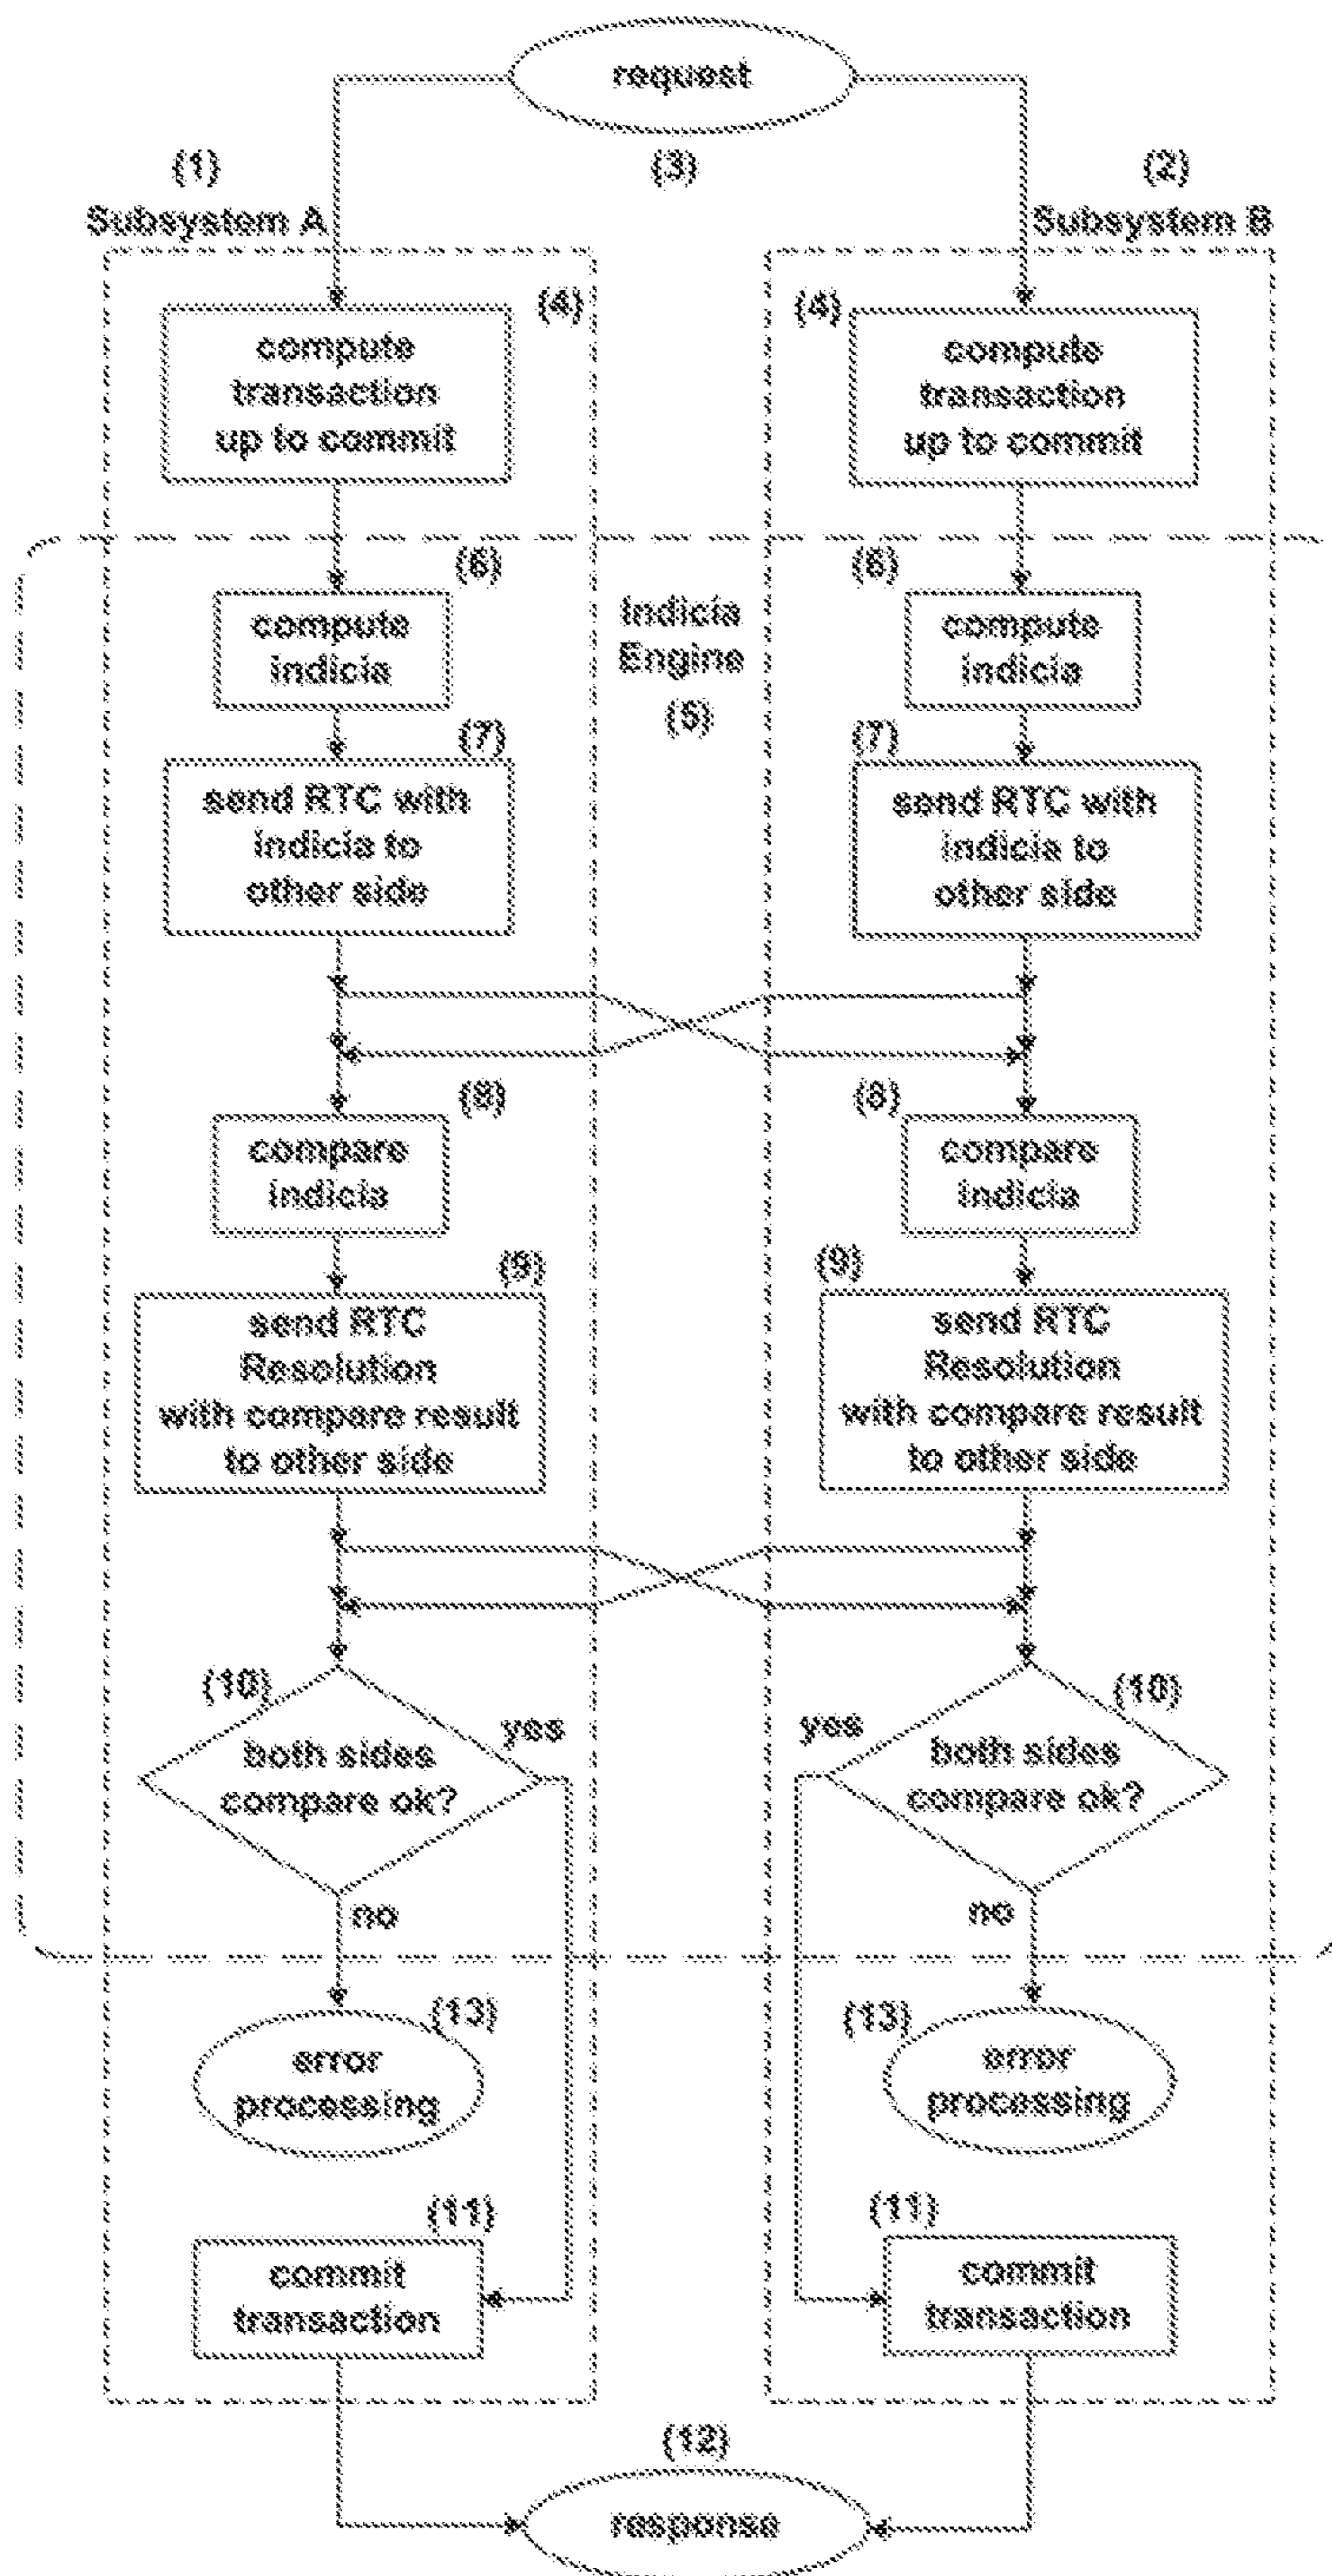 request
(3)
(1)
Subsystem A
(2)
Subsystem B
(4)
compute
transaction
up to commit
(4)
compute
transaction
up to commit
Indicia
Engine
(5)
(6)
compute
indicia
(6)
compute
indicia
(7)
send RTC with
indicia to
other side
(7)
send RTC with
indicia to
other side
(8)
compare
indicia
(8)
compare
indicia
(9)
send RTC
Resolution
with compare result
to other side
(9)
send RTC
Resolution
with compare result
to other side
(10)
both sides
compare ok?
yes
no
(10)
both sides
compare ok?
yes
no
(13)
error
processing
(13)
error
processing
(11)
commit
transaction
(11)
commit
transaction
(12)
response